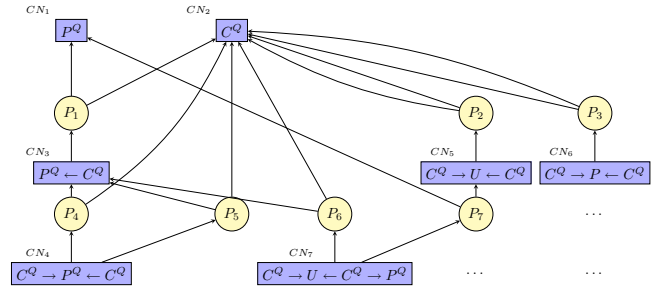 CN₁ CN₂
P^Q C^Q
P₁ P₂ P₃
CN₃ CN₅ CN₆
P^Q ← C^Q C^Q → U ← C^Q C^Q → P ← C^Q
P₄ P₅ P₆ P₇ ...
CN₄ CN₇
C^Q → P^Q ← C^Q C^Q → U ← C^Q → P^Q ... ...